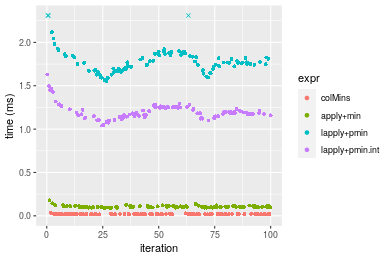 2.0
1.5
1.0
0.5
0.0
time (ms)
0
25
50
75
100
iteration
expr
colMins
apply+min
lapply+pmin
lapply+pmin.int